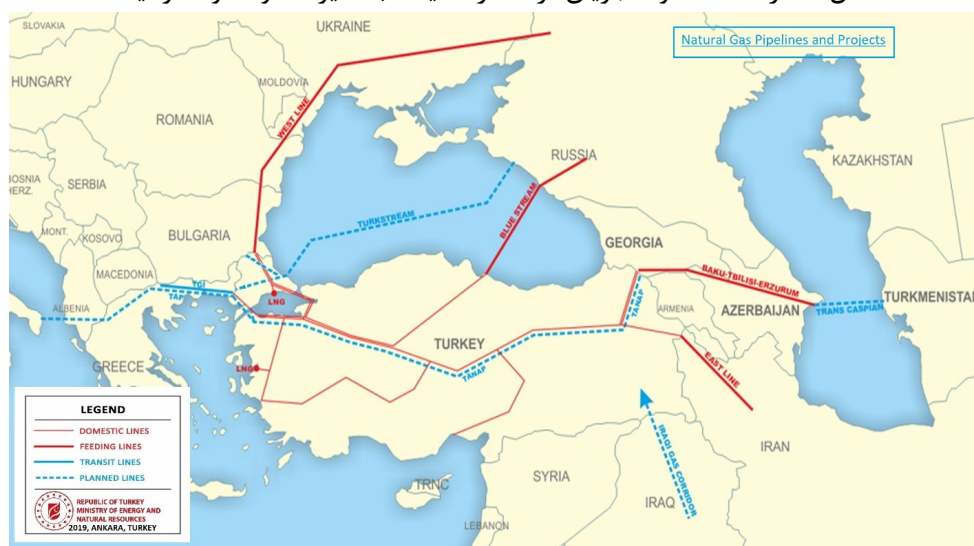 Natural Gas Pipelines and Projects
SLOVAKIA
UKRAINE
HUNGARY
MOLDOVIA
ROMANIA
WEST LINE
RUSSIA
KAZAKHSTAN
BOSNIA
HERZ.
SERBIA
MONT.
KOSOVO
BULGARIA
TURKSTREAM
BLUE STREAM
GEORGIA
MACEDONIA
BAKU-TBILISI-ERZURUM
ALBENIA
TGI
TAP
LNG
TANAP
ARMENIA
AZERBAIJAN
TRANS CASPIAN
TURKMENISTAN
GREECE
LNG
TURKEY
TANAP
EAST LINE
IRAN
IRAQI GAS CORRIDOR
SYRIA
IRAQ
TRNC
LEBANON
LEGEND
DOMESTIC LINES
FEEDING LINES
TRANSIT LINES
PLANNED LINES
REPUBLIC OF TURKEY
MINISTRY OF ENERGY AND
NATURAL RESOURCES
2019, ANKARA, TURKEY